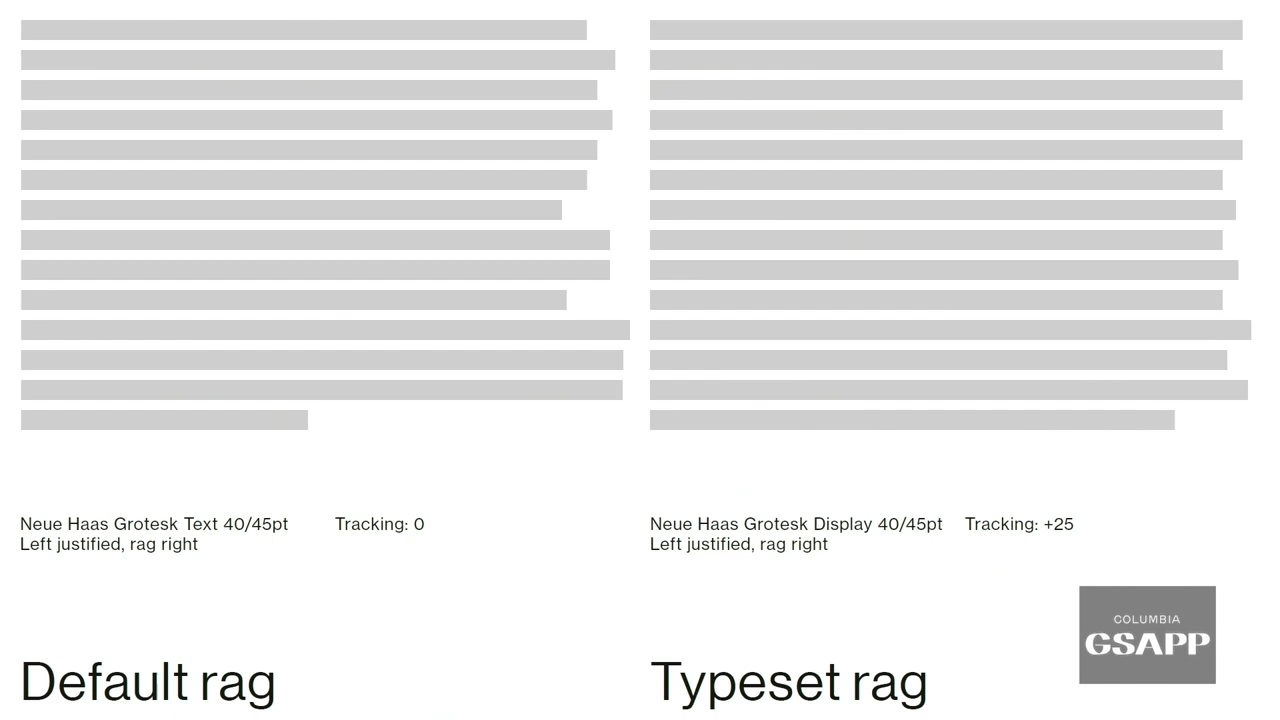 Neue Haas Grotesk Text 40/45pt Tracking: 0
Left justified, rag right
Neue Haas Grotesk Display 40/45pt Tracking: +25
Left justified, rag right
COLUMBIA
GSAPP
Default rag
Typeset rag